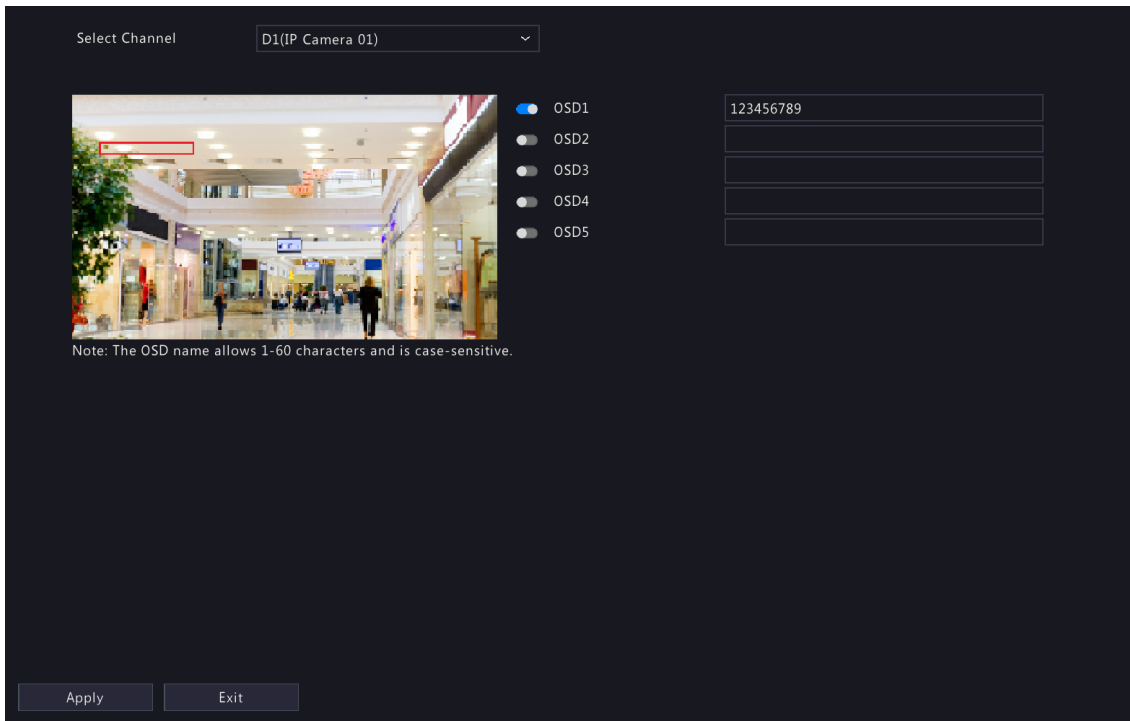 Select Channel D1(IP Camera 01)
OSD1 123456789
OSD2
OSD3
OSD4
OSD5
Note: The OSD name allows 1-60 characters and is case-sensitive.
Apply Exit